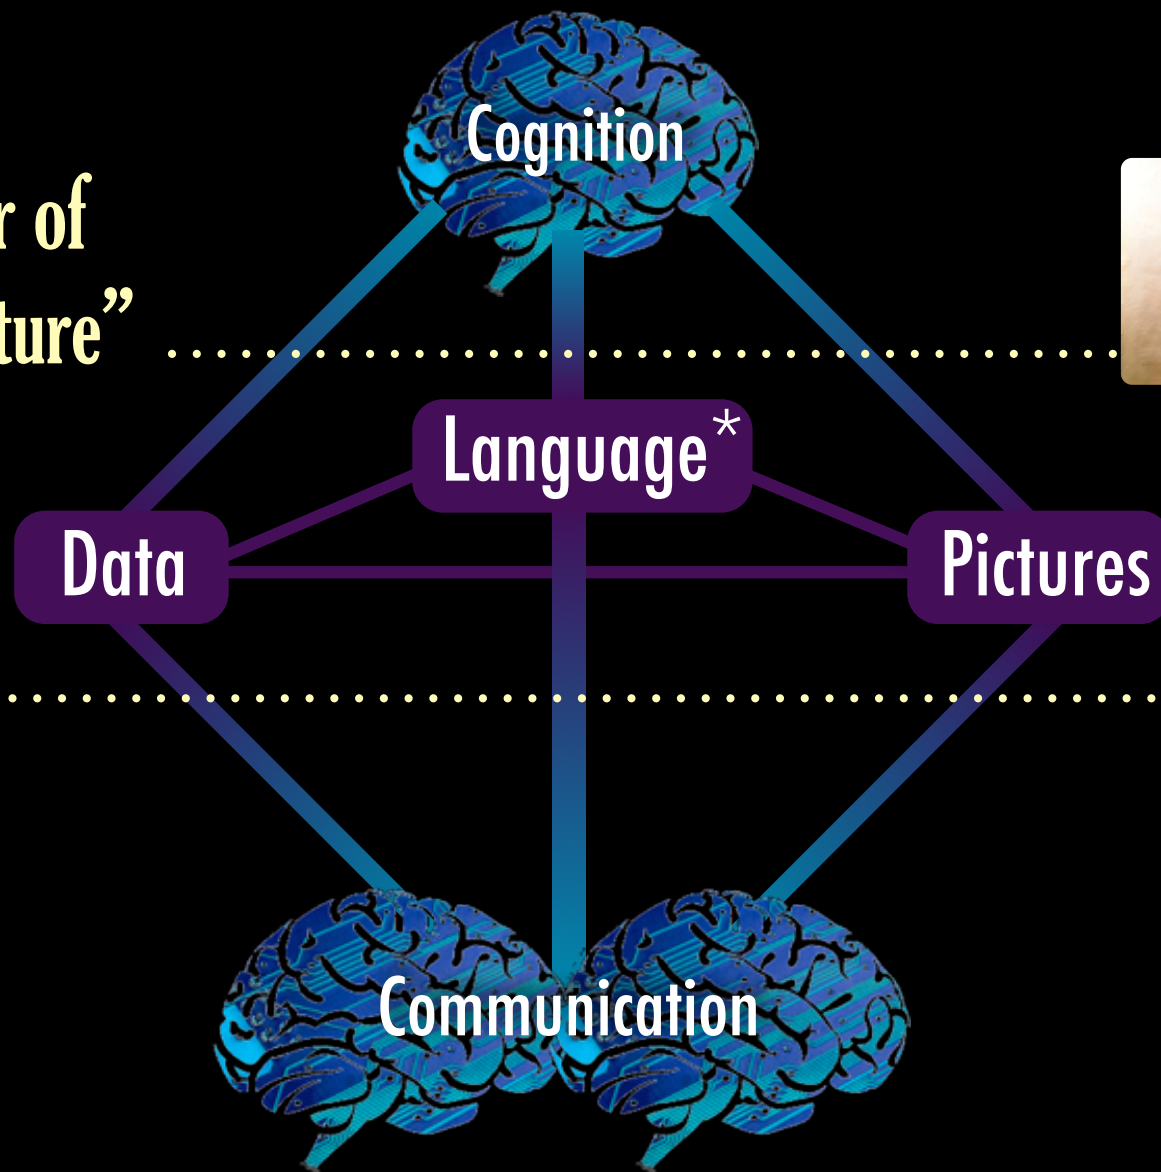 Cognition
r of
ture”
Language*
Data
Pictures
Communication